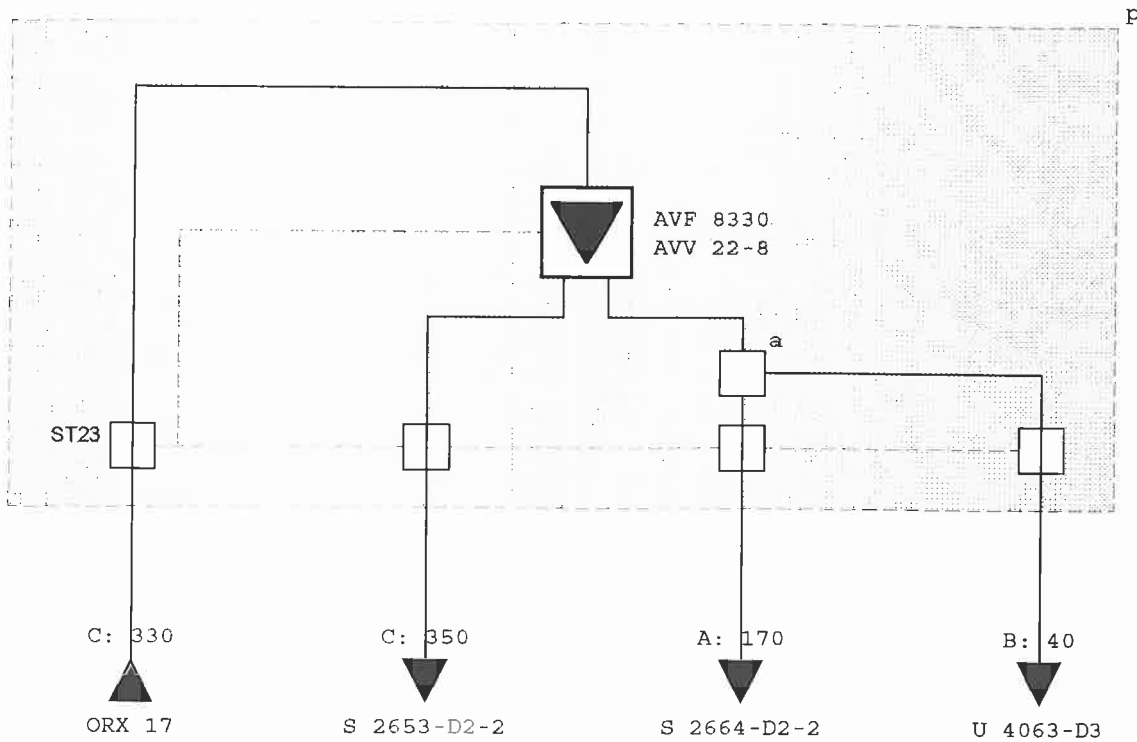 p
AVF 8330
AVV 22-8
a
ST23
C: 330
C: 350
A: 170
B: 40
ORX 17
S 2653-D2-2
S 2664-D2-2
U 4063-D3